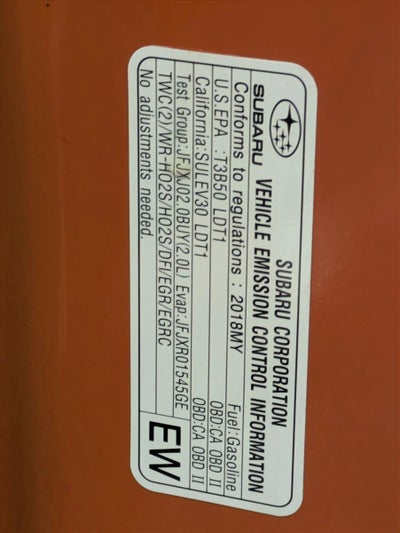 SUBARU CORPORATION
SUBARU VEHICLE EMISSION CONTROL INFORMATION
Conforms to regulations : 2018MY Fuel:Gasoline
U.S.EPA :T3B50 LDT1 OBD:CA OBD II
California:SULEV30 LDT1 OBD:CA OBD II
Test Group:JFJXJ02.0BUY(2.0L) Evap:JFJXR01545GE
TWC(2)/WR-HO2S/HO2S/DFI/EGR/EGRC
No adjustments needed.
EW